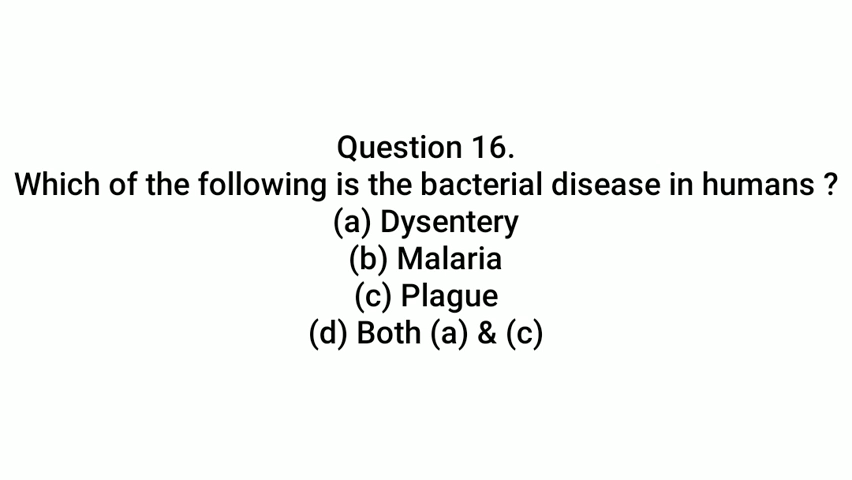 Question 16.
Which of the following is the bacterial disease in humans ?
(a) Dysentery
(b) Malaria
(c) Plague
(d) Both (a) & (c)